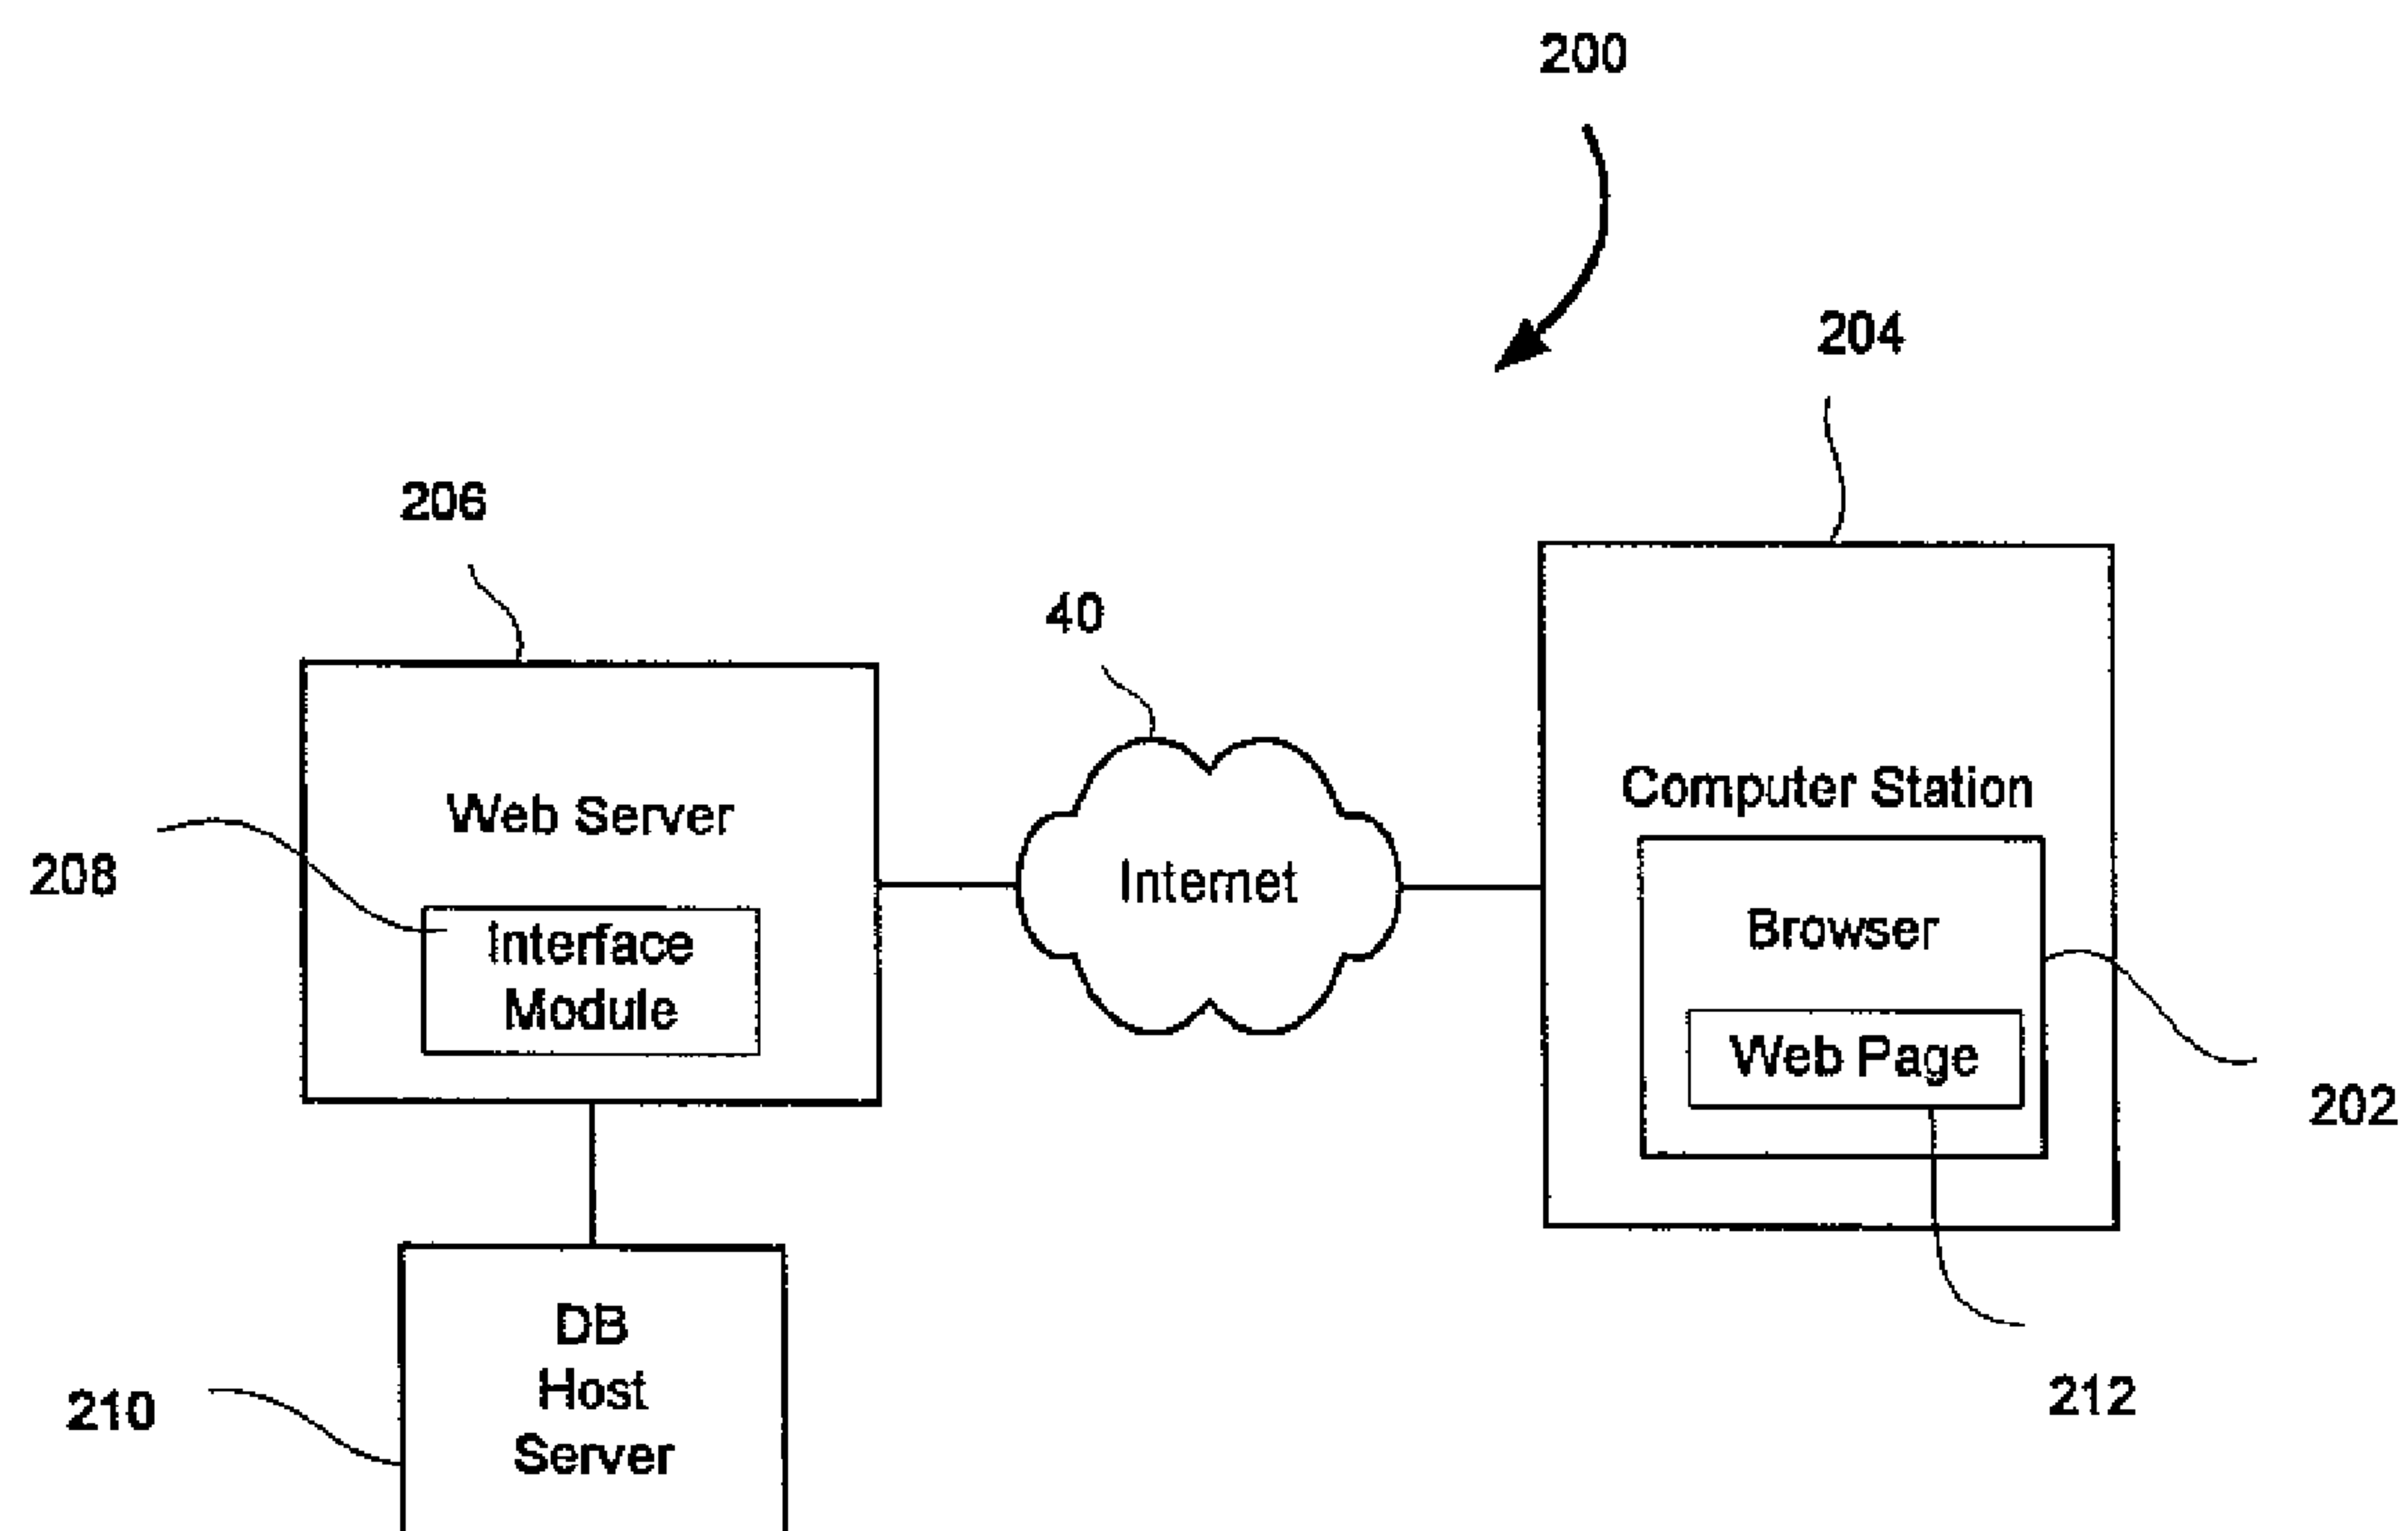 200
204
206
40
Web Server
Computer Station
208
Internet
Interface
Module
Browser
Web Page
202
DB
Host
Server
210
212